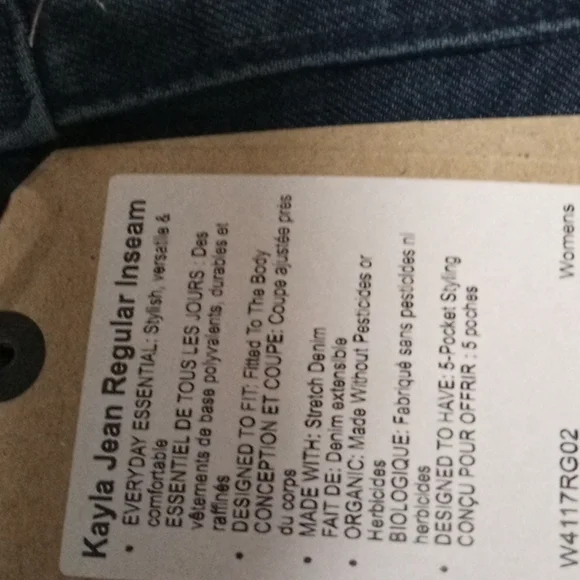 Kayla Jean Regular Inseam
• EVERYDAY ESSENTIAL: Stylish, versatile &
comfortable
ESSENTIEL DE TOUS LES JOURS : Des
vêtements de base polyvalents, durables et
raffinés
• DESIGNED TO FIT: Fitted To The Body
CONCEPTION ET COUPE: Coupe ajustée près
du corps
• MADE WITH: Stretch Denim
FAIT DE: Denim extensible
• ORGANIC: Made Without Pesticides or
Herbicides
BIOLOGIQUE: Fabriqué sans pesticides ni
herbicides
• DESIGNED TO HAVE: 5-Pocket Styling
CONÇU POUR OFFRIR : 5 poches
W4117RG02 Womens